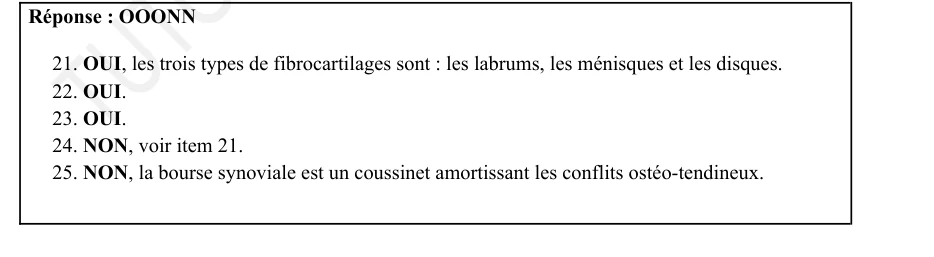 Réponse : OOONN
21. OUI, les trois types de fibrocartilages sont : les labrums, les ménisques et les disques.
22. OUI.
23. OUI.
24. NON, voir item 21.
25. NON, la bourse synoviale est un coussinet amortissant les conflits ostéo-tendineux.